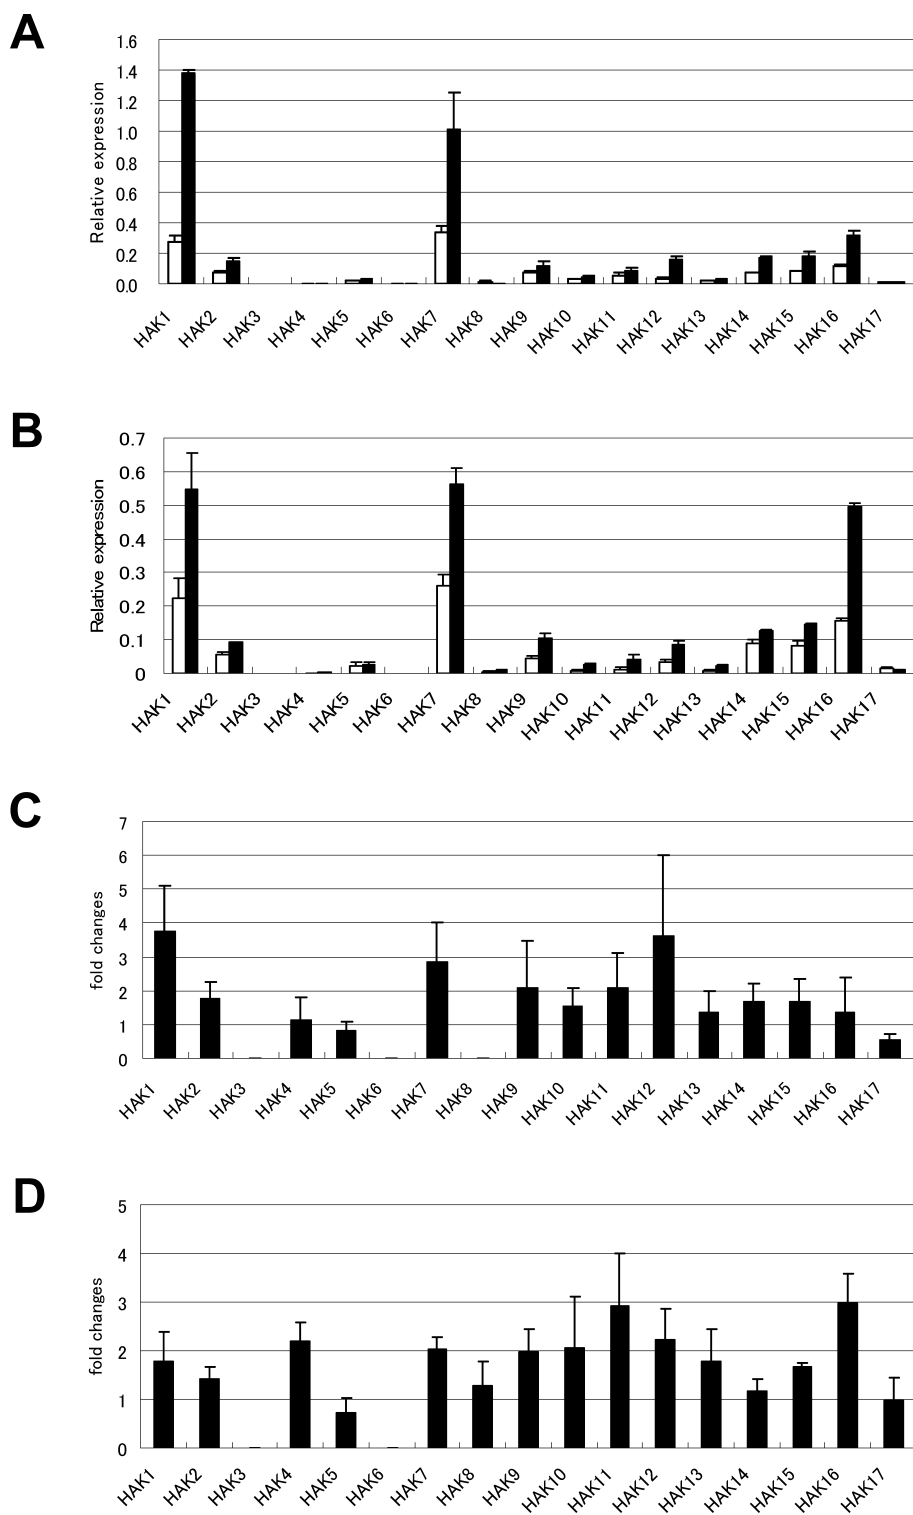 A
Relative expression
1.6
1.4
1.2
1.0
0.8
0.6
0.4
0.2
0.0
HAK1 HAK2 HAK3 HAK4 HAK5 HAK6 HAK7 HAK8 HAK9 HAK10 HAK11 HAK12 HAK13 HAK14 HAK15 HAK16 HAK17
B
Relative expression
0.7
0.6
0.5
0.4
0.3
0.2
0.1
0
HAK1 HAK2 HAK3 HAK4 HAK5 HAK6 HAK7 HAK8 HAK9 HAK10 HAK11 HAK12 HAK13 HAK14 HAK15 HAK16 HAK17
C
fold changes
7
6
5
4
3
2
1
0
HAK1 HAK2 HAK3 HAK4 HAK5 HAK6 HAK7 HAK8 HAK9 HAK10 HAK11 HAK12 HAK13 HAK14 HAK15 HAK16 HAK17
D
fold changes
5
4
3
2
1
0
HAK1 HAK2 HAK3 HAK4 HAK5 HAK6 HAK7 HAK8 HAK9 HAK10 HAK11 HAK12 HAK13 HAK14 HAK15 HAK16 HAK17